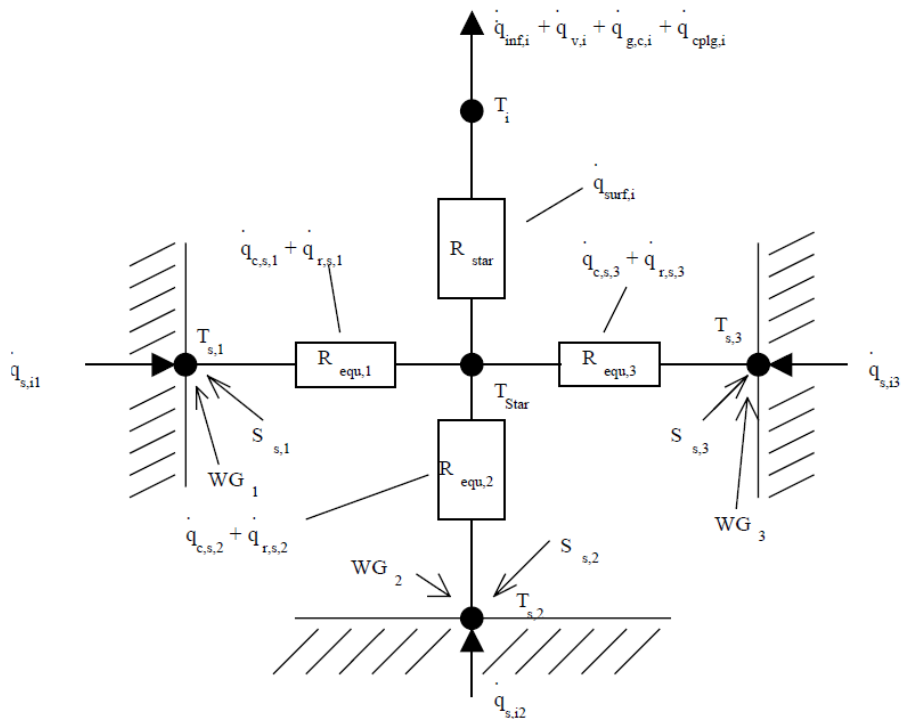 q̇inf,i + q̇v,i + q̇g,c,i + q̇cplg,i
Ti
q̇surf,i
Rstar
q̇c,s,1 + q̇r,s,1
q̇c,s,3 + q̇r,s,3
Ts,1
Ts,3
Requ,1
Requ,3
q̇s,i1
q̇s,i3
TStar
Ss,1
Ss,3
WG1
Requ,2
WG3
q̇c,s,2 + q̇r,s,2
Ss,2
WG2
Ts,2
q̇s,i2